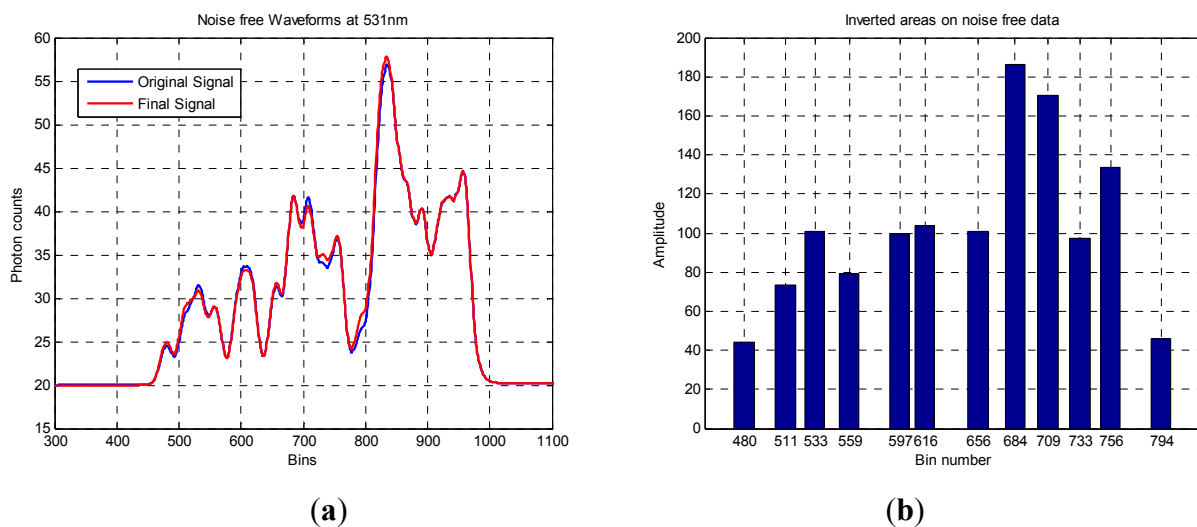 Noise free Waveforms at 531nm
60
55
50
45
40
35
30
25
20
15
Photon counts
Original Signal
Final Signal
300 400 500 600 700 800 900 1000 1100
Bins
(a)
Inverted areas on noise free data
200
180
160
140
120
100
80
60
40
20
0
Amplitude
480 511 533 559 597 616 656 684 709 733 756 794
Bin number
(b)